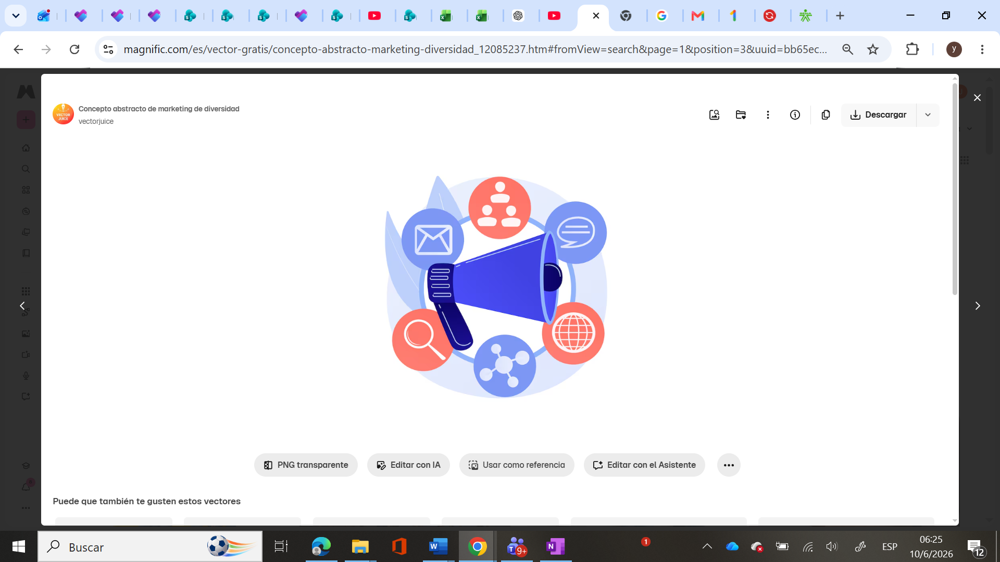 magnific.com/es/vector-gratis/concepto-abstracto-marketing-diversidad_12085237.htm#fromView=search&page=1&position=3&uuid=bb65ec...
y
VECTOR
JUICE
Concepto abstracto de marketing de diversidad
vectorjuice
Descargar
PNG transparente
Editar con IA
Usar como referencia
Editar con el Asistente
Puede que también te gusten estos vectores
Buscar
9+
1
ESP
06:25
10/6/2026
12